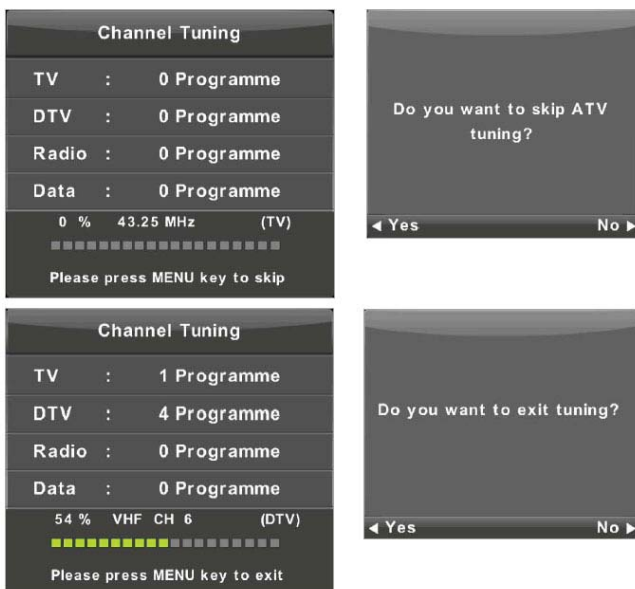 Channel Tuning
TV : 0 Programme
DTV : 0 Programme
Radio : 0 Programme
Data : 0 Programme
0 % 43.25 MHz (TV)
Please press MENU key to skip
Do you want to skip ATV
tuning?
Yes No
Channel Tuning
TV : 1 Programme
DTV : 4 Programme
Radio : 0 Programme
Data : 0 Programme
54 % VHF CH 6 (DTV)
Please press MENU key to exit
Do you want to exit tuning?
Yes No